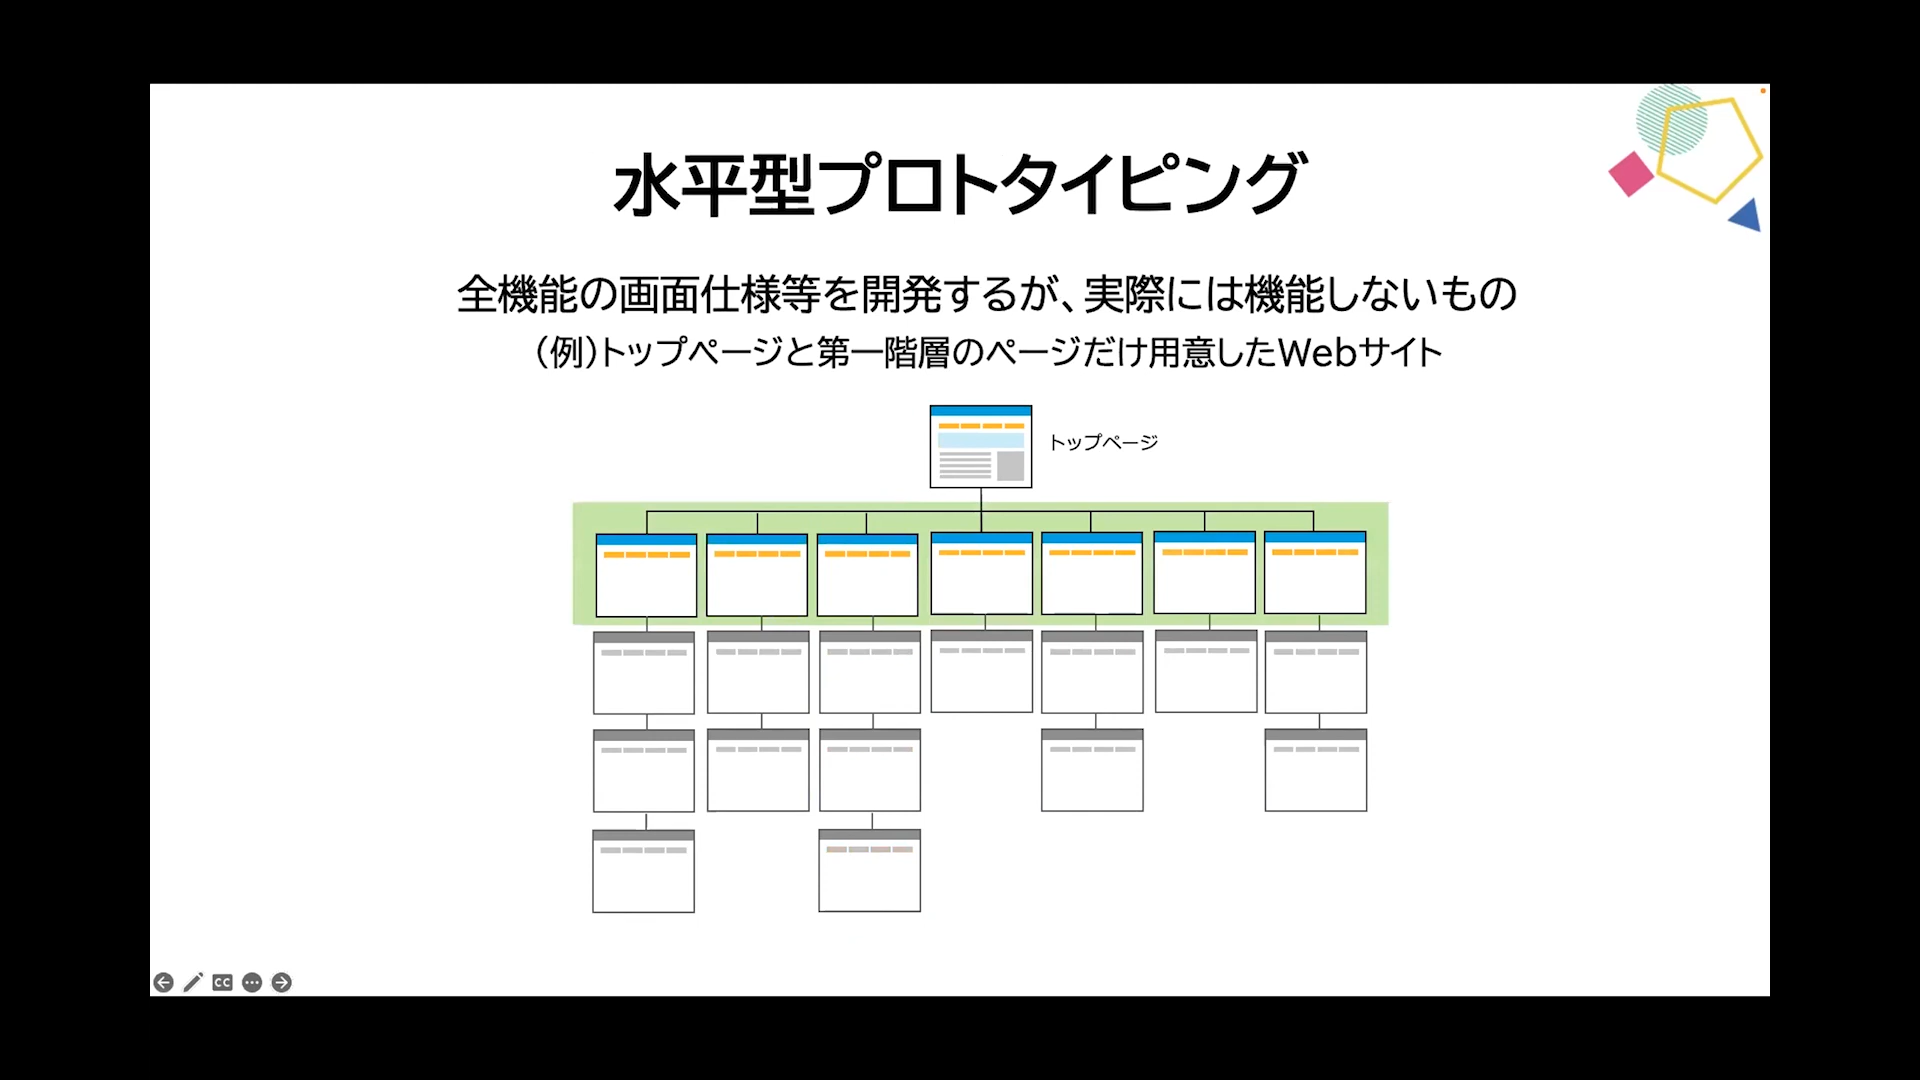 水平型プロトタイピング
全機能の画面仕様等を開発するが、実際には機能しないもの
(例)トップページと第一階層のページだけ用意したWebサイト
トップページ
CC